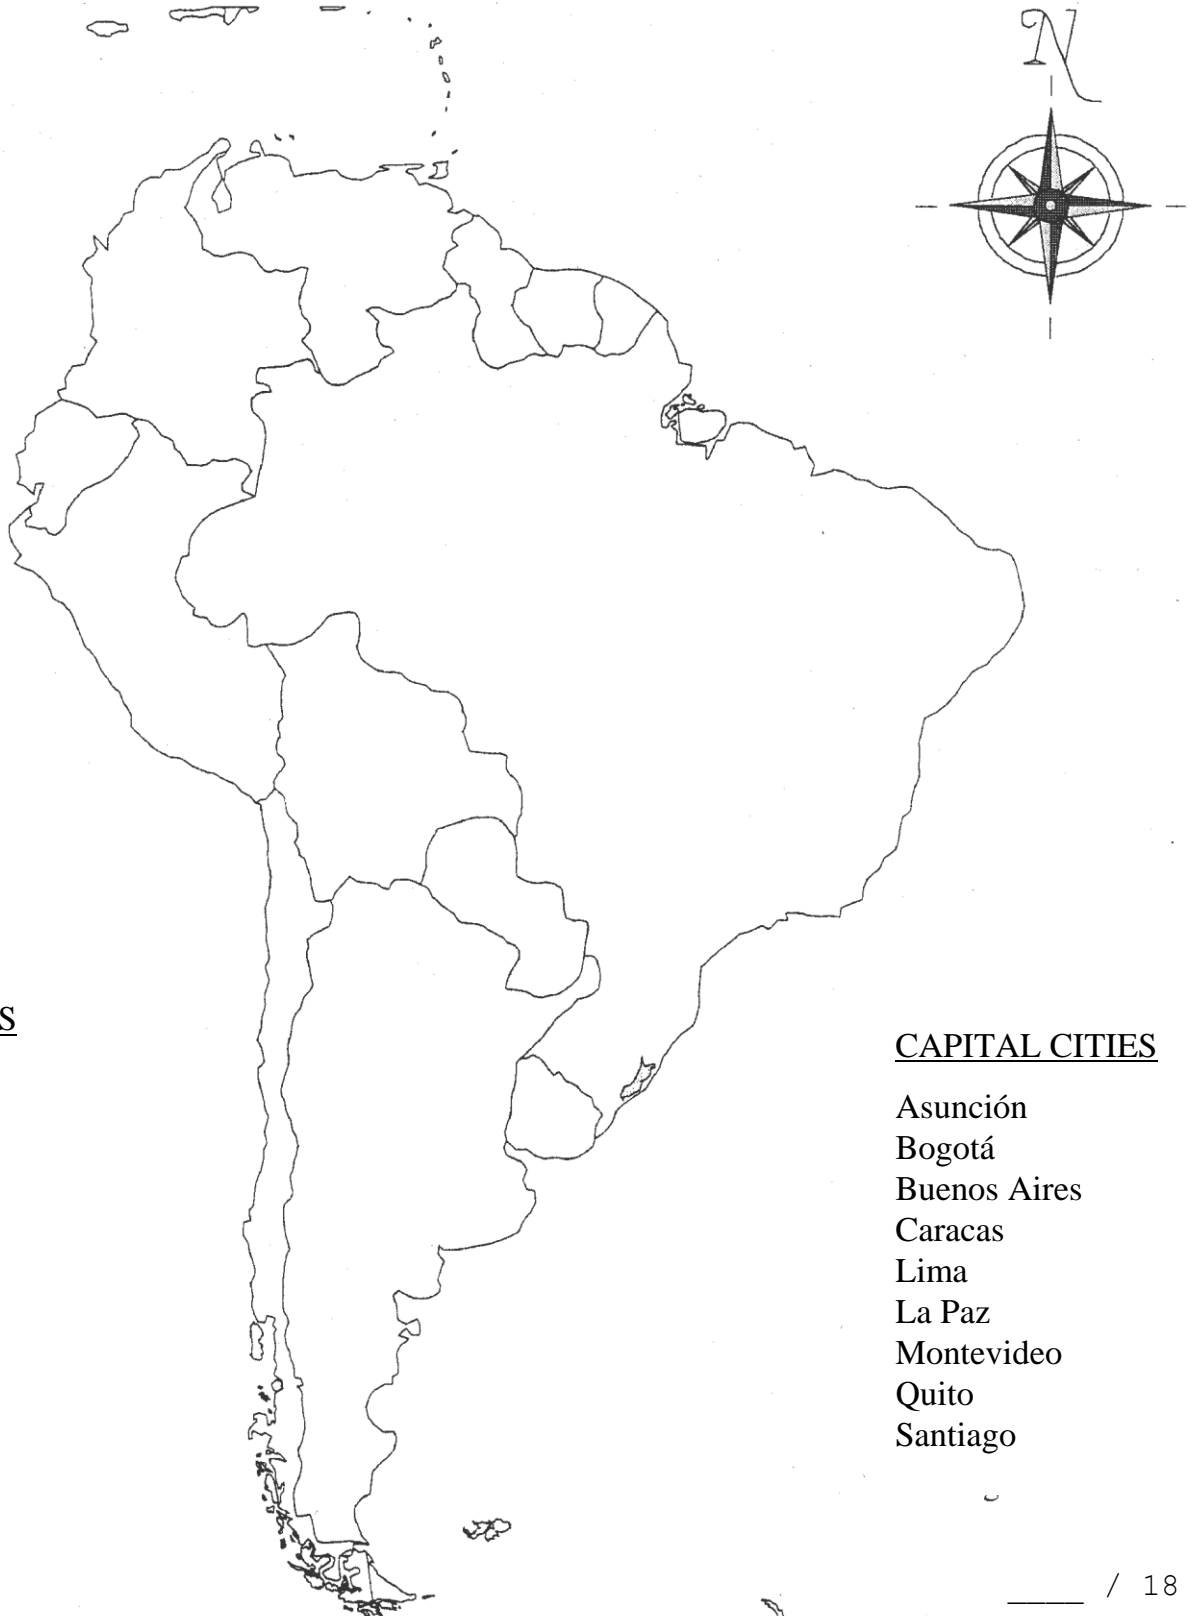 N
S
CAPITAL CITIES
Asunción
Bogotá
Buenos Aires
Caracas
Lima
La Paz
Montevideo
Quito
Santiago
____ / 18